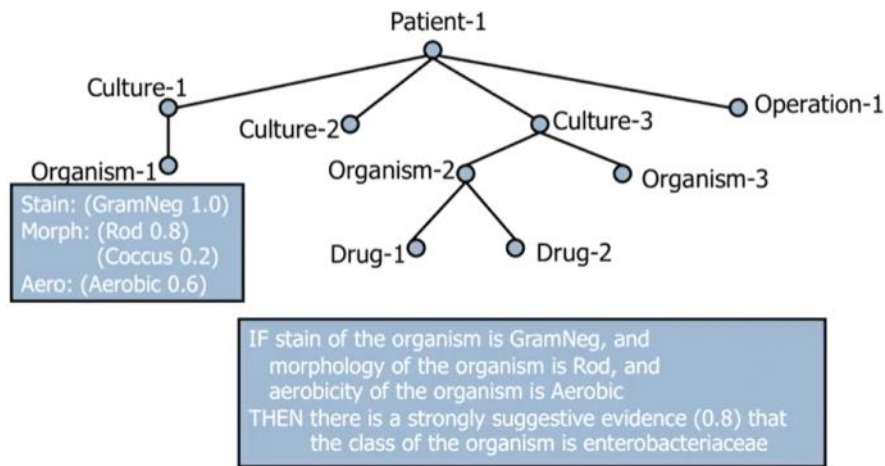 Patient-1
Culture-1
Culture-2
Culture-3
Operation-1
Organism-1
Organism-2
Organism-3
Stain: (GramNeg 1.0)
Morph: (Rod 0.8)
(Coccus 0.2)
Aero: (Aerobic 0.6)
Drug-1
Drug-2
IF stain of the organism is GramNeg, and
morphology of the organism is Rod, and
aerobicity of the organism is Aerobic
THEN there is a strongly suggestive evidence (0.8) that
the class of the organism is enterobacteriaceae